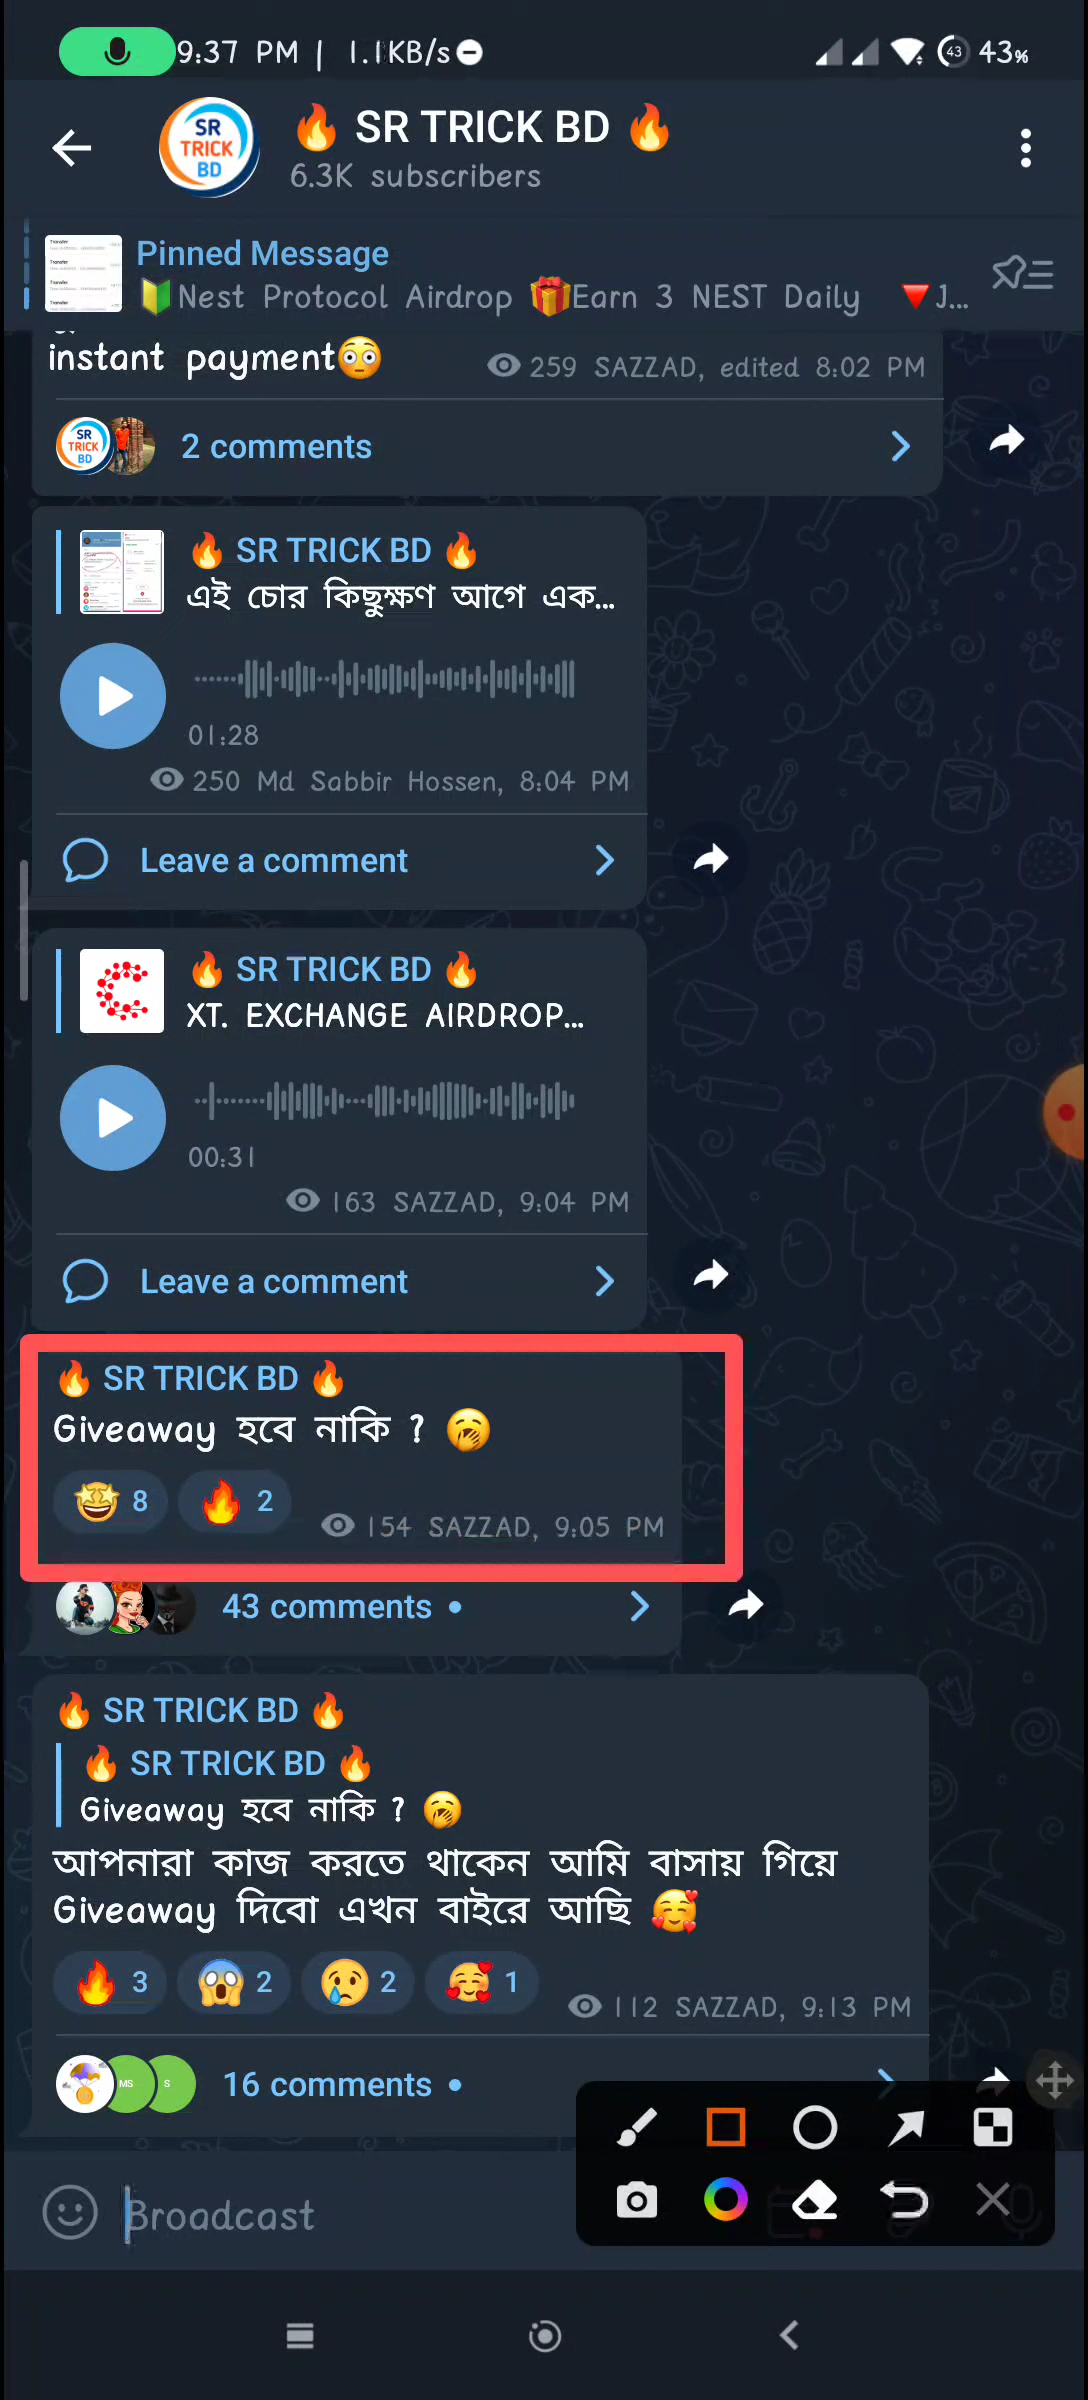 9:37 PM | 1.1KB/s
43
43%
SR TRICK BD
🔥 SR TRICK BD 🔥
6.3K subscribers
Pinned Message
🔰Nest Protocol Airdrop 🎁Earn 3 NEST Daily 🔻J...
instant payment😳
259 SAZZAD, edited 8:02 PM
SR TRICK BD
2 comments
🔥 SR TRICK BD 🔥
এই চোর কিছুক্ষণ আগে এক...
01:28
250 Md Sabbir Hossen, 8:04 PM
Leave a comment
🔥 SR TRICK BD 🔥
XT. EXCHANGE AIRDROP...
00:31
163 SAZZAD, 9:04 PM
Leave a comment
🔥 SR TRICK BD 🔥
Giveaway হবে নাকি ? 🥱
🤩 8 🔥 2
154 SAZZAD, 9:05 PM
43 comments •
🔥 SR TRICK BD 🔥
🔥 SR TRICK BD 🔥
Giveaway হবে নাকি ? 🥱
আপনারা কাজ করতে থাকেন আমি বাসায় গিয়ে
Giveaway দিবো এখন বাইরে আছি 🥰
🔥 3 😱 2 😢 2 🥰 1
112 SAZZAD, 9:13 PM
MS S
16 comments •
Broadcast